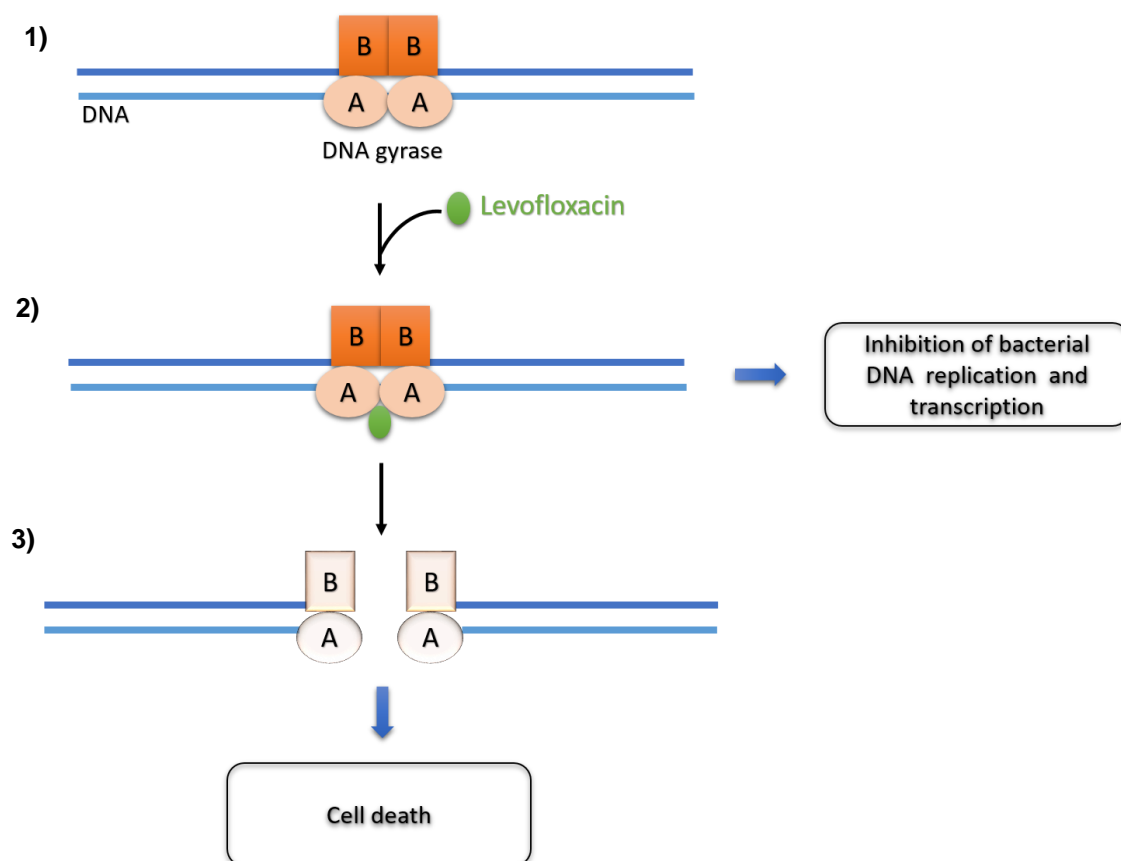 1)
B B
A A
DNA
DNA gyrase
Levofloxacin
2)
B B
A A
Inhibition of bacterial
DNA replication and
transcription
3)
B B
A A
Cell death